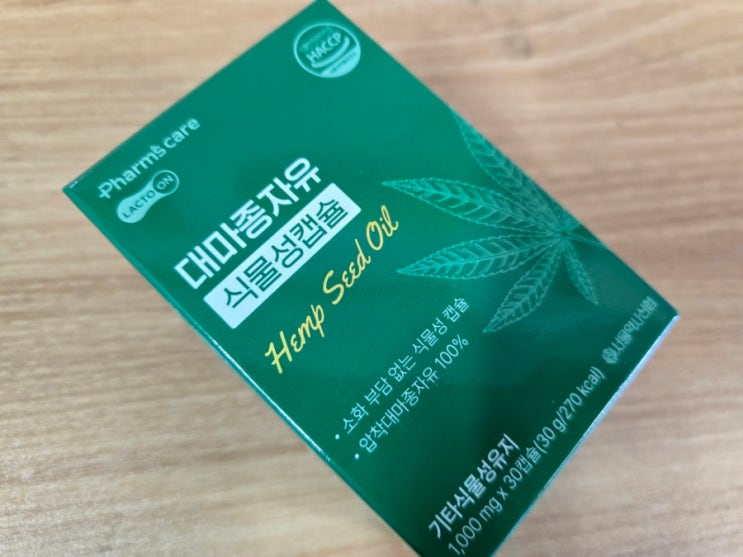 HACCP
Pharm's care
LACTO ON
대마종자유
식물성캡슐
Hemp Seed Oil
• 소화 부담 없는 식물성 캡슐
• 압착대마종자유 100%
기타식물성유지
1,000 mg x 30캡슐(30 g/270 kcal)